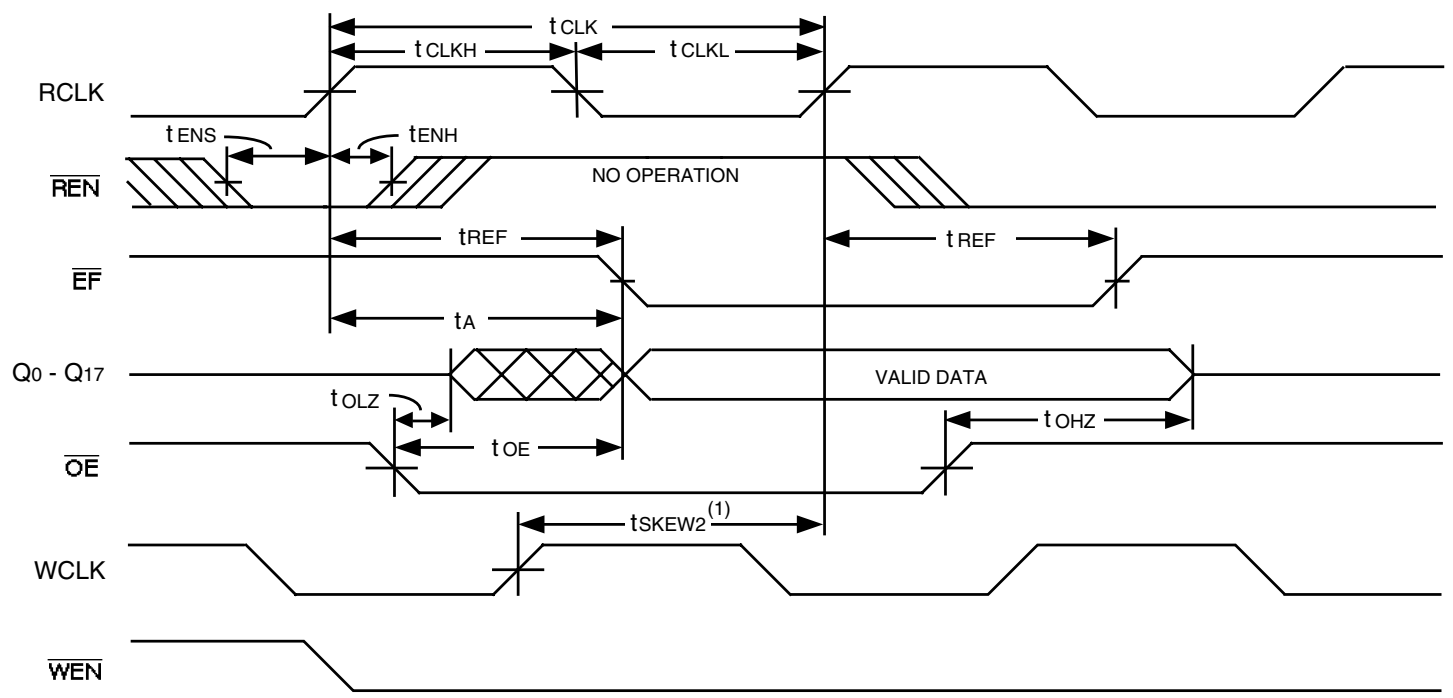 tCLK
tCLKH tCLKL
RCLK
tENS tENH
REN
NO OPERATION
tREF tREF
EF
tA
Q0 - Q17
VALID DATA
tOLZ tOHZ
tOE
OE
tSKEW2(1)
WCLK
WEN